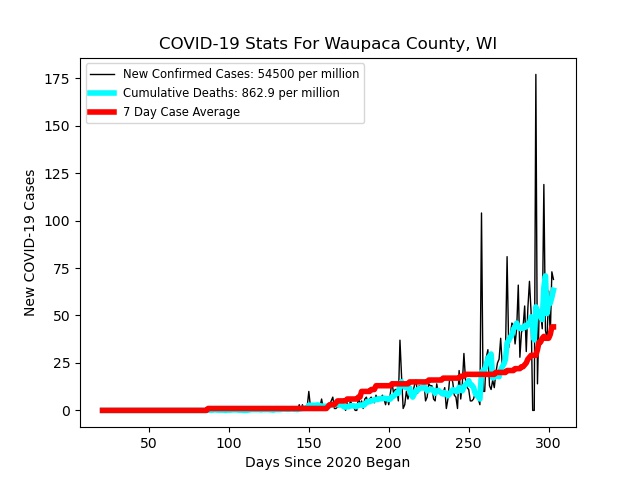 COVID-19 Stats For Waupaca County, WI
New Confirmed Cases: 54500 per million
Cumulative Deaths: 862.9 per million
7 Day Case Average
New COVID-19 Cases
175
150
125
100
75
50
25
0
50 100 150 200 250 300
Days Since 2020 Began